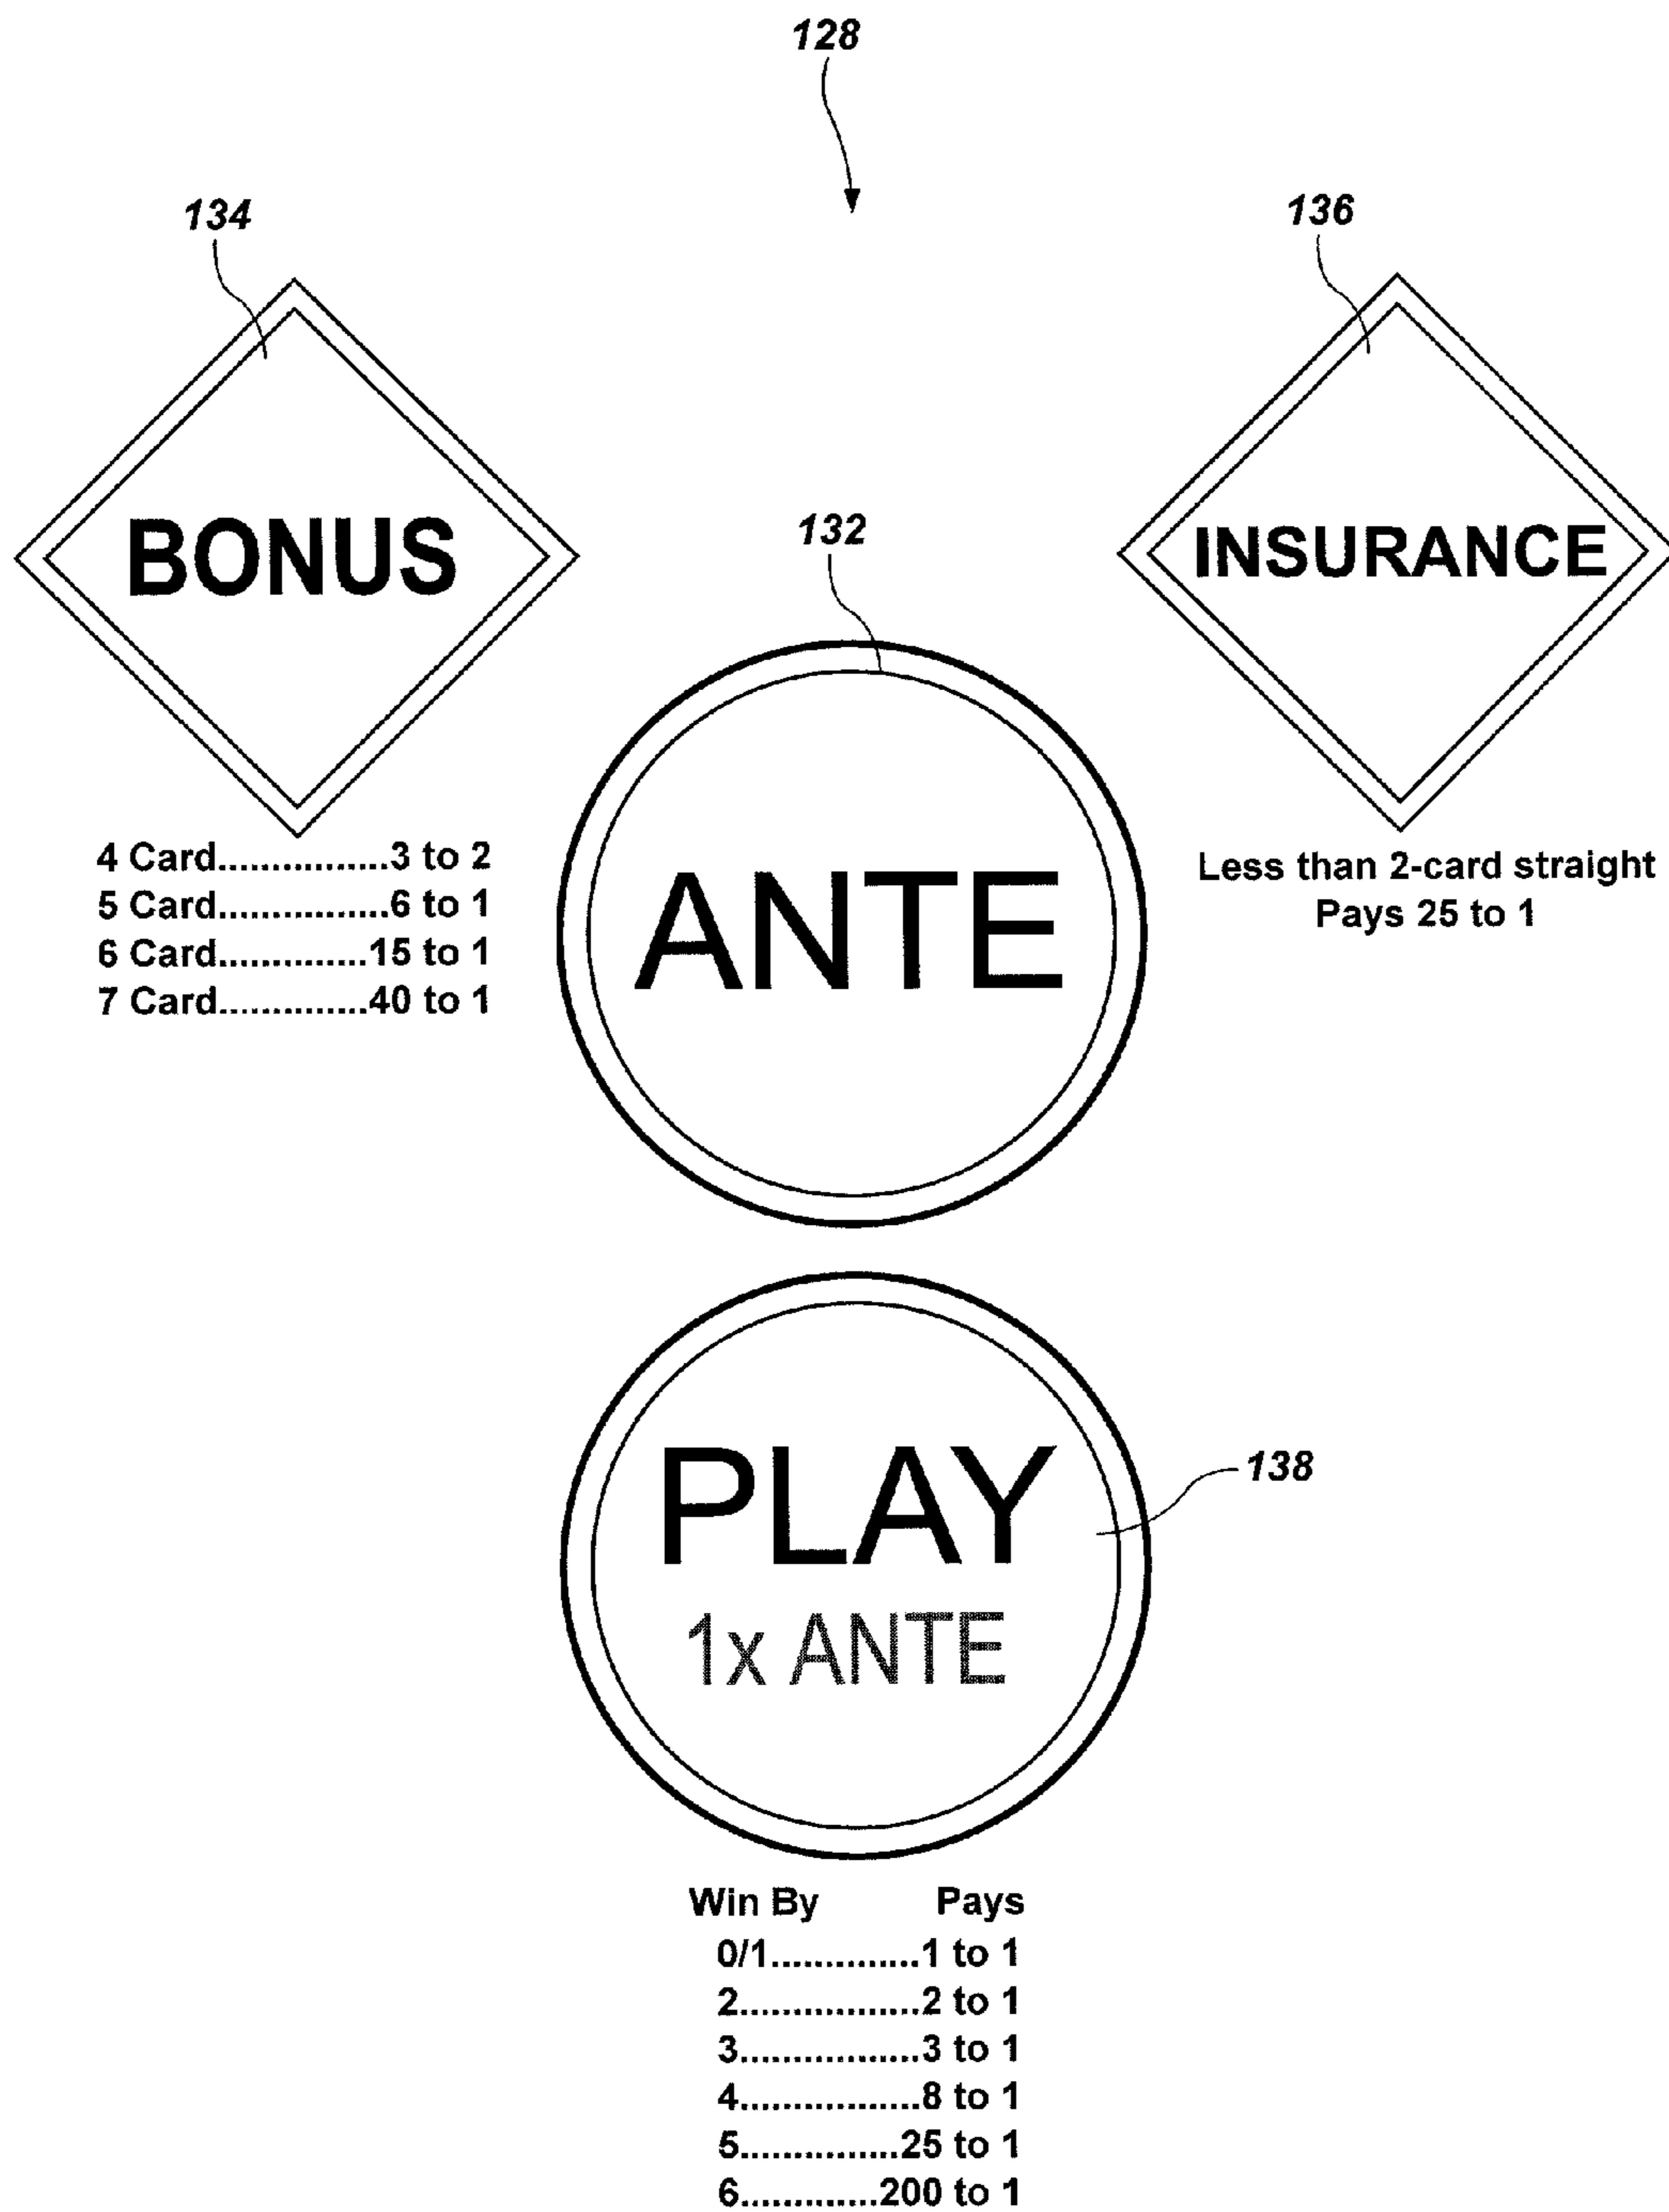 128
134
136
BONUS
132
INSURANCE
4 Card................3 to 2
5 Card................6 to 1
6 Card..............15 to 1
7 Card..............40 to 1
Less than 2-card straight
Pays 25 to 1
ANTE
PLAY
138
1x ANTE
Win By Pays
0/1..............1 to 1
2.................2 to 1
3.................3 to 1
4.................8 to 1
5...............25 to 1
6.............200 to 1